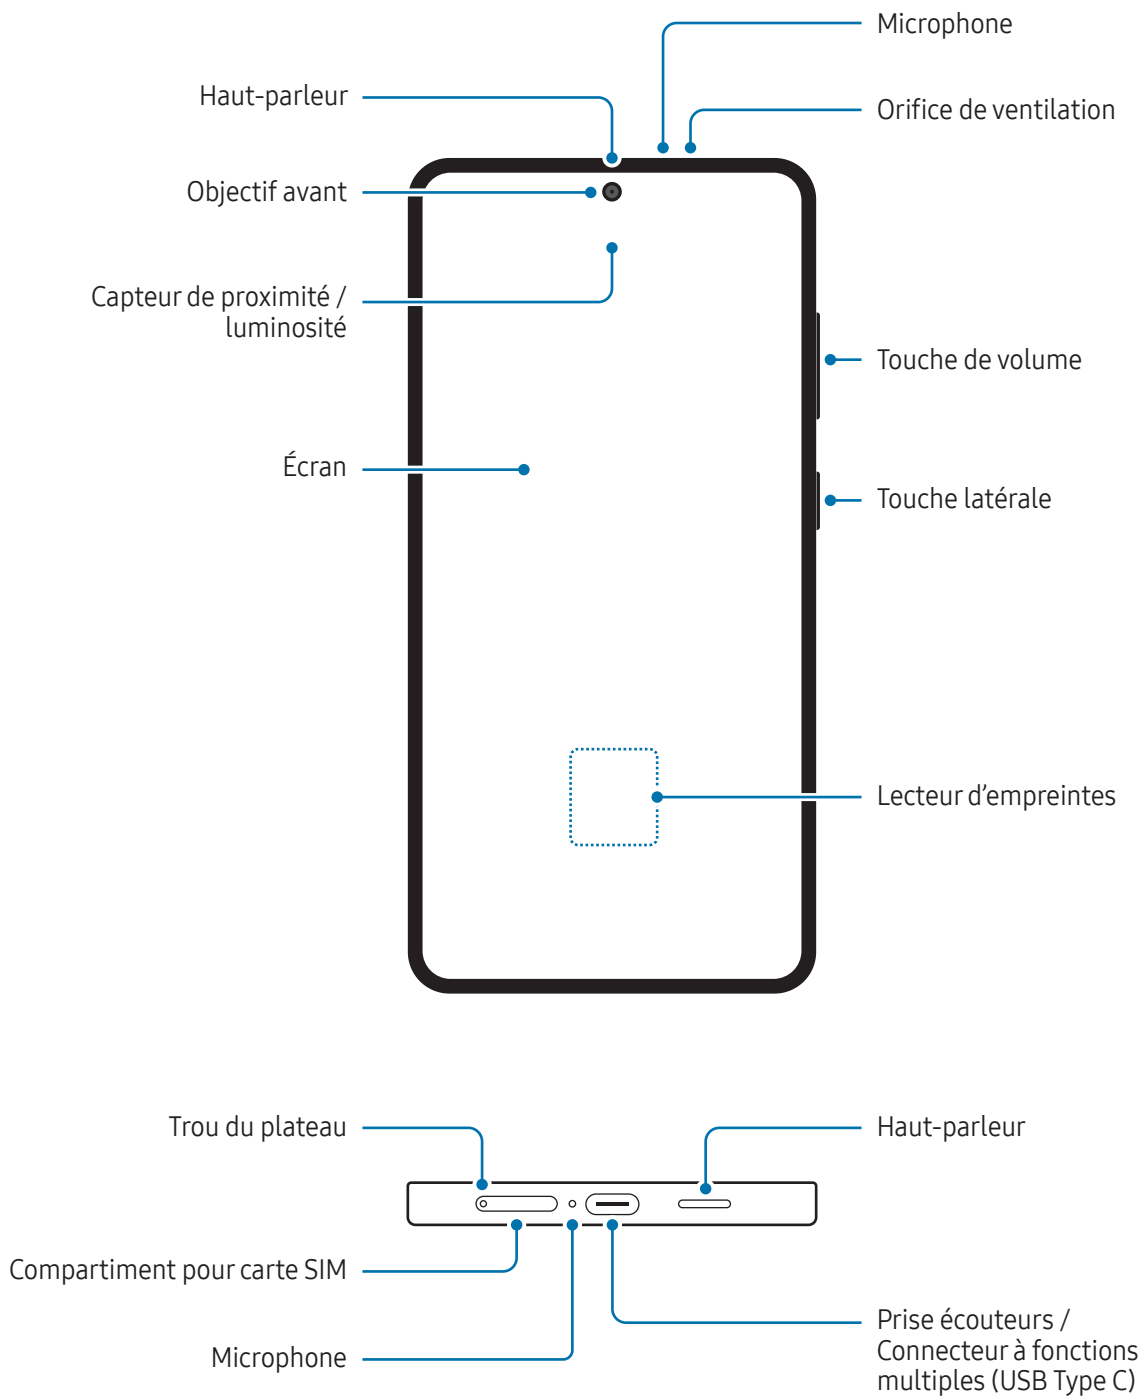 Microphone
Haut-parleur
Orifice de ventilation
Objectif avant
Capteur de proximité /
luminosité
Touche de volume
Écran
Touche latérale
Lecteur d’empreintes
Trou du plateau
Haut-parleur
Compartiment pour carte SIM
Microphone
Prise écouteurs /
Connecteur à fonctions
multiples (USB Type C)